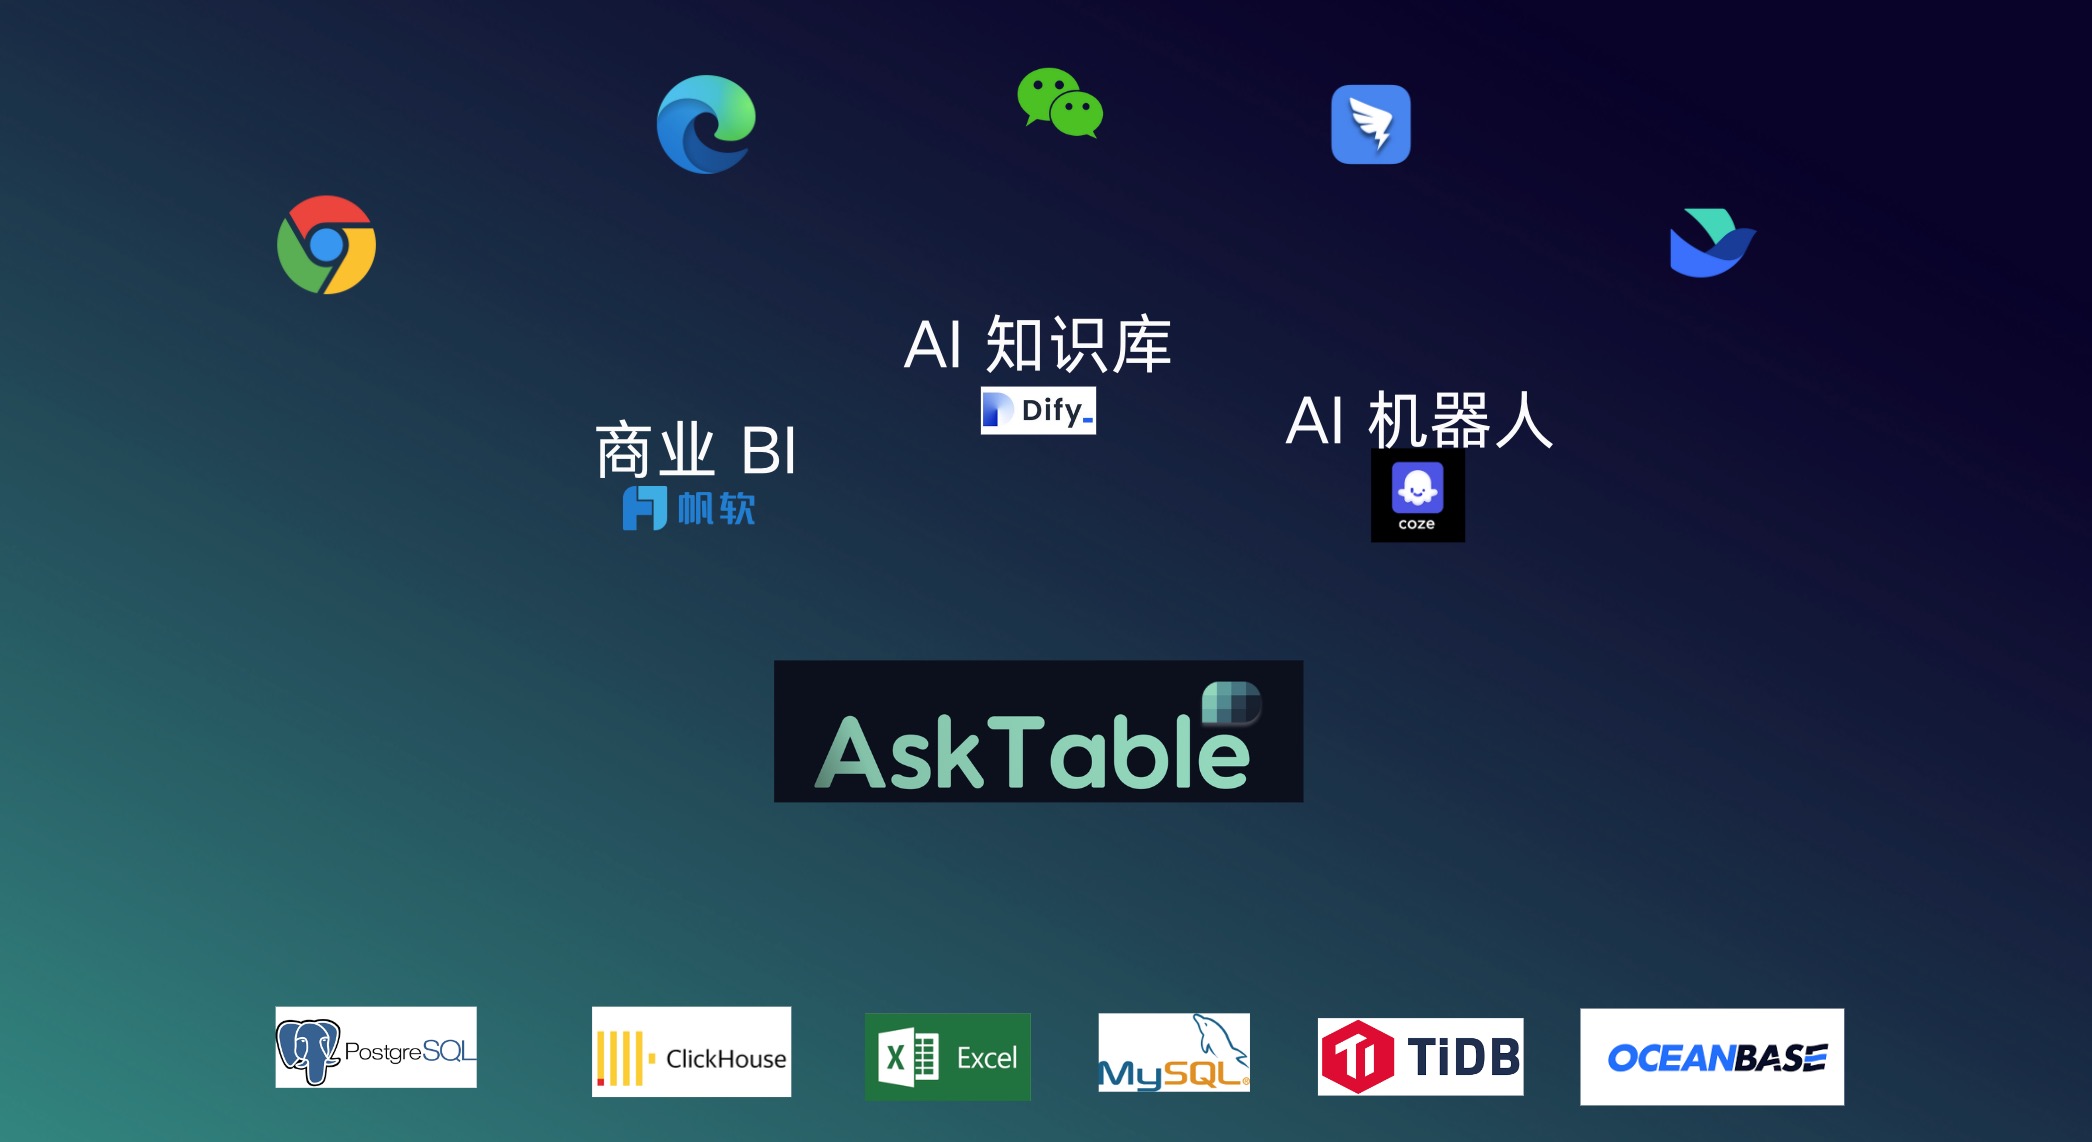 AI 知识库
Dify_
AI 机器人
coze
商业 BI
帆软
AskTable
PostgreSQL
ClickHouse
Excel
MySQL®
TiDB
OCEANBASE